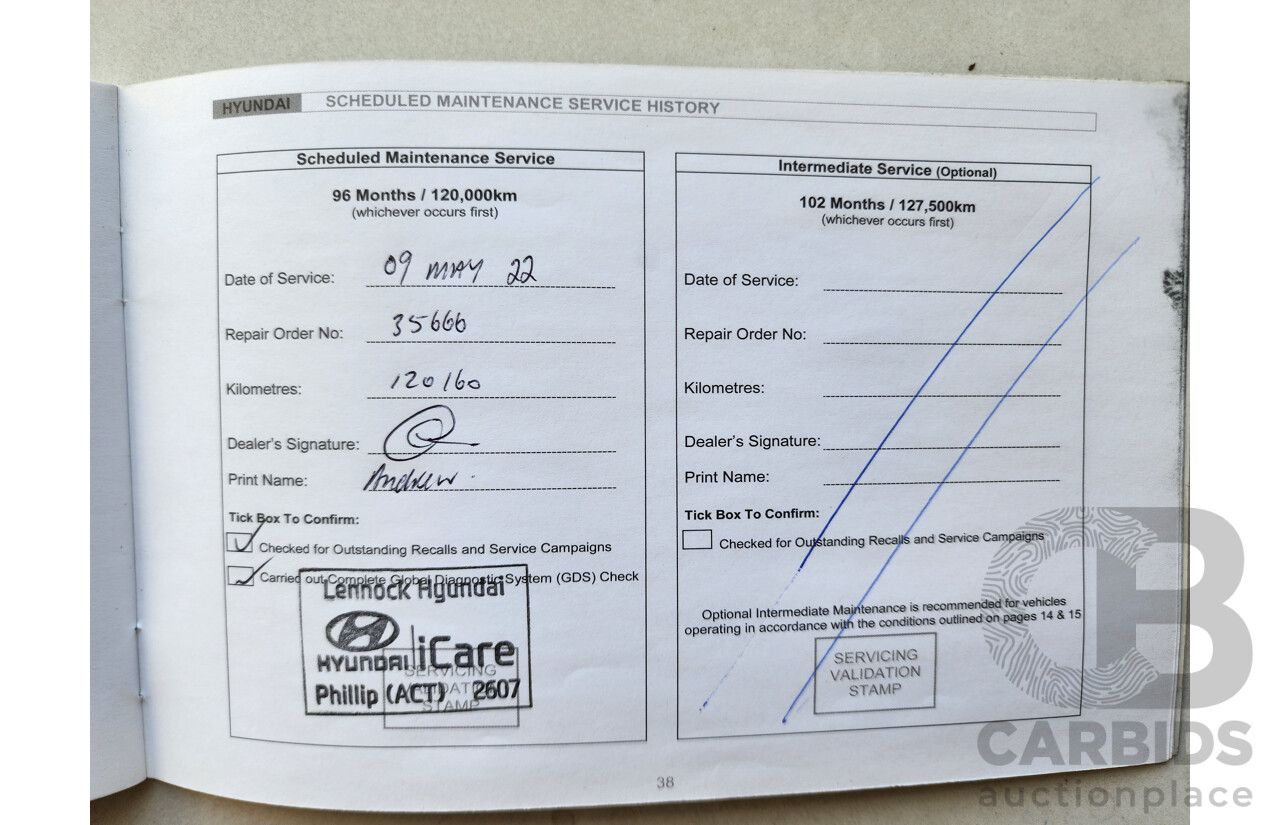 HYUNDAI SCHEDULED MAINTENANCE SERVICE HISTORY
Scheduled Maintenance Service
96 Months / 120,000km
(whichever occurs first)
Date of Service: 09 MAY 22
Repair Order No: 35666
Kilometres: 120160
Dealer's Signature:
Print Name: Andrew
Tick Box To Confirm:
Checked for Outstanding Recalls and Service Campaigns
Carried out Complete Global Diagnostic System (GDS) Check
Lennock Hyundai
HYUNDAI iCare
Phillip (ACT) 2607
SERVICING
VALIDATION
STAMP
Intermediate Service (Optional)
102 Months / 127,500km
(whichever occurs first)
Date of Service:
Repair Order No:
Kilometres:
Dealer's Signature:
Print Name:
Tick Box To Confirm:
Checked for Outstanding Recalls and Service Campaigns
Optional Intermediate Maintenance is recommended for vehicles
operating in accordance with the conditions outlined on pages 14 & 15
SERVICING
VALIDATION
STAMP
38
CB
CARBIDS
auctionplace